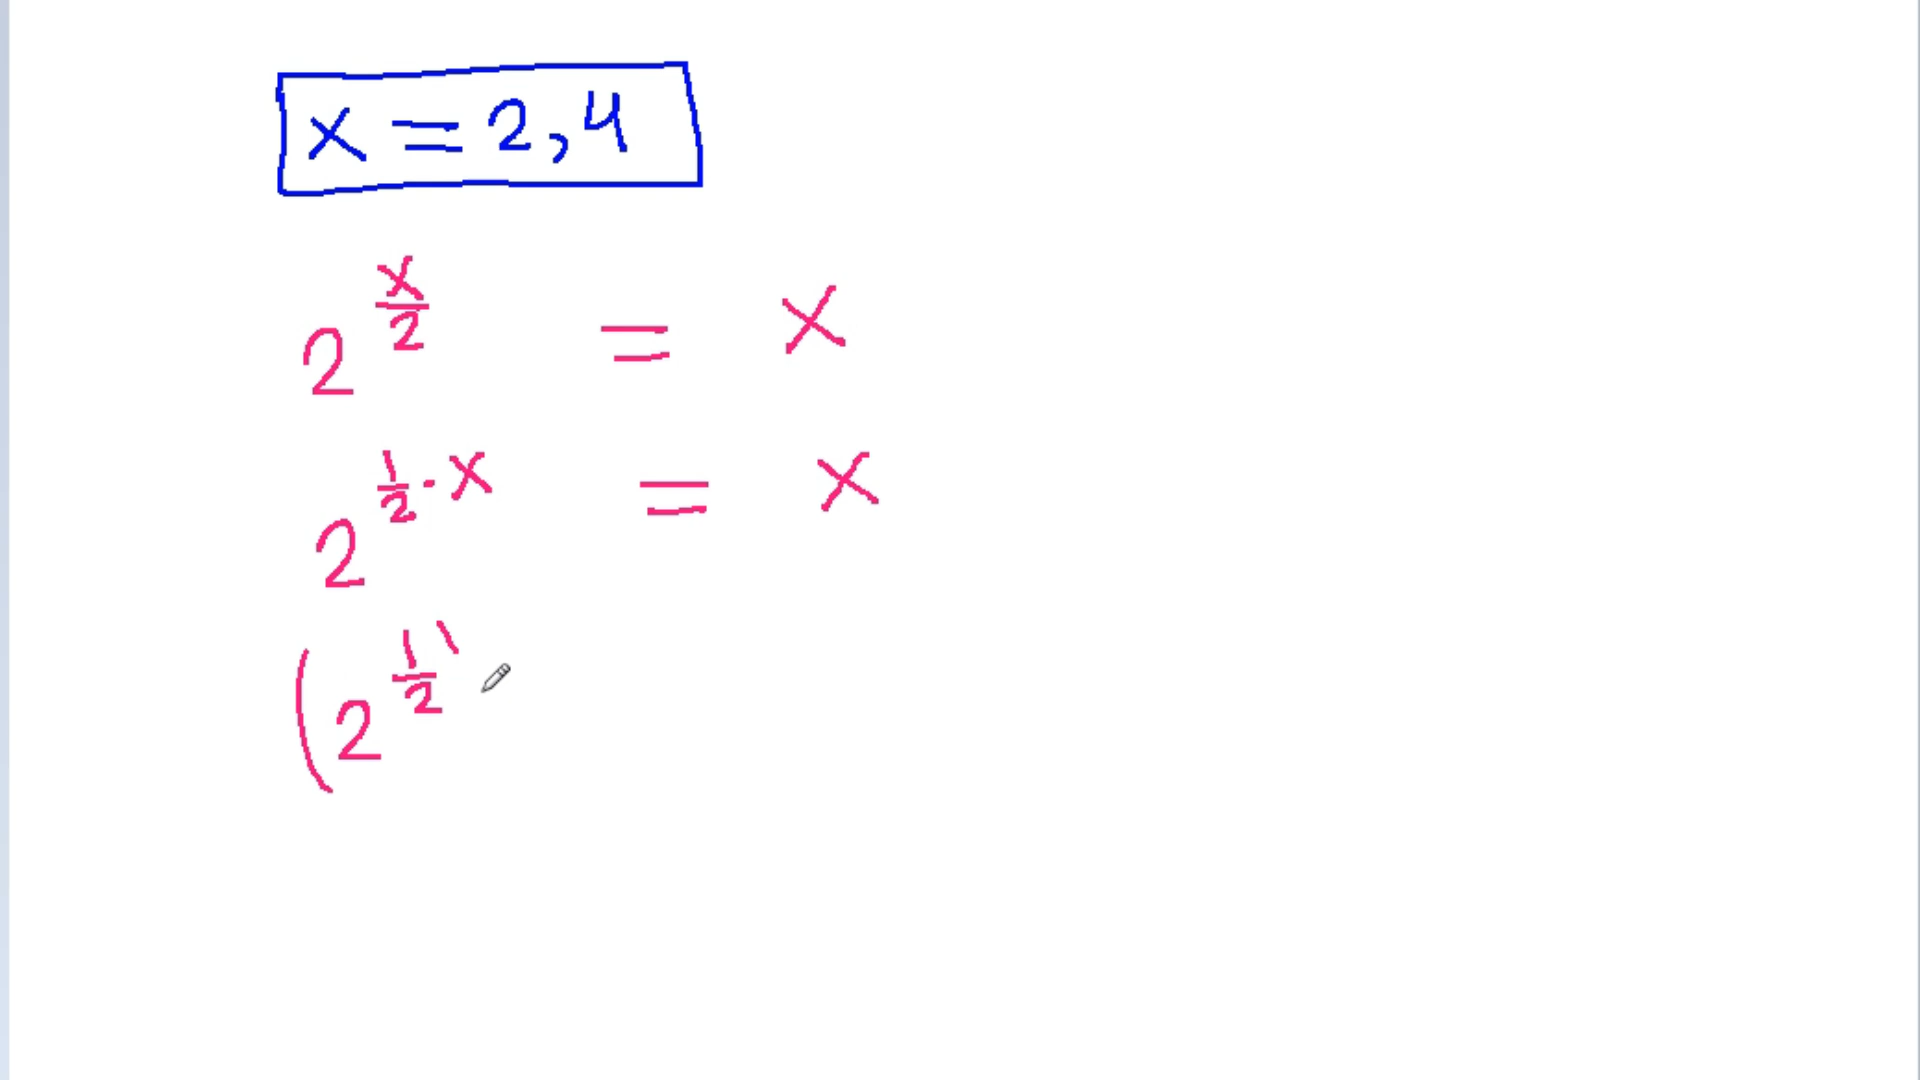 x = 2,4
2^(x/2) = x
2^(1/2 · x) = x
(2^(1/2)